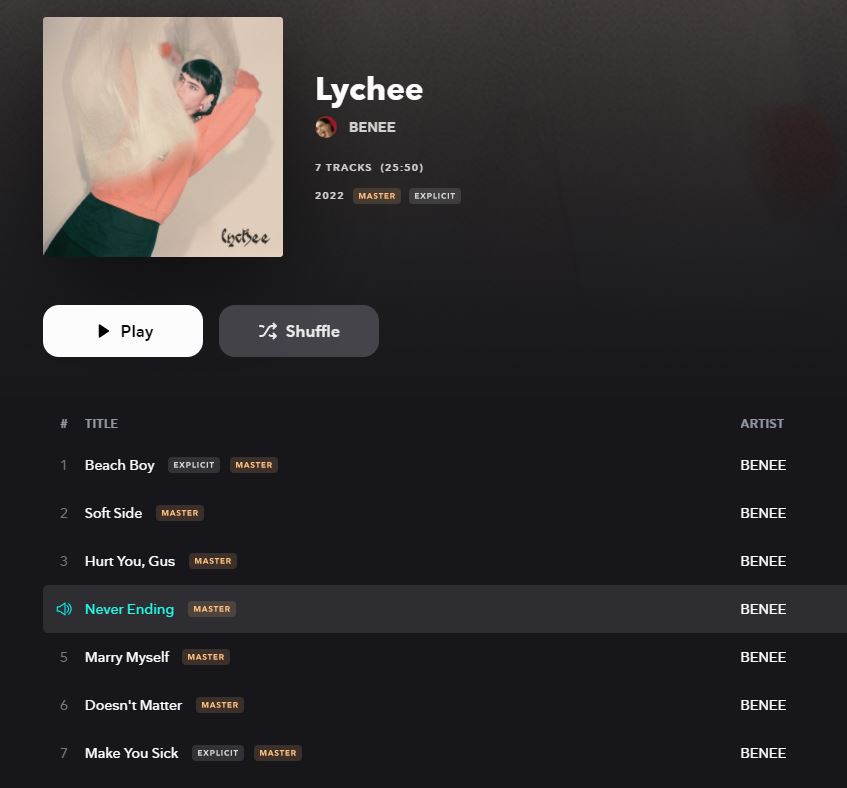 lychee
Lychee
BENEE
7 TRACKS (25:50)
2022 MASTER EXPLICIT
Play Shuffle
# TITLE ARTIST
1 Beach Boy EXPLICIT MASTER BENEE
2 Soft Side MASTER BENEE
3 Hurt You, Gus MASTER BENEE
Never Ending MASTER BENEE
5 Marry Myself MASTER BENEE
6 Doesn't Matter MASTER BENEE
7 Make You Sick EXPLICIT MASTER BENEE